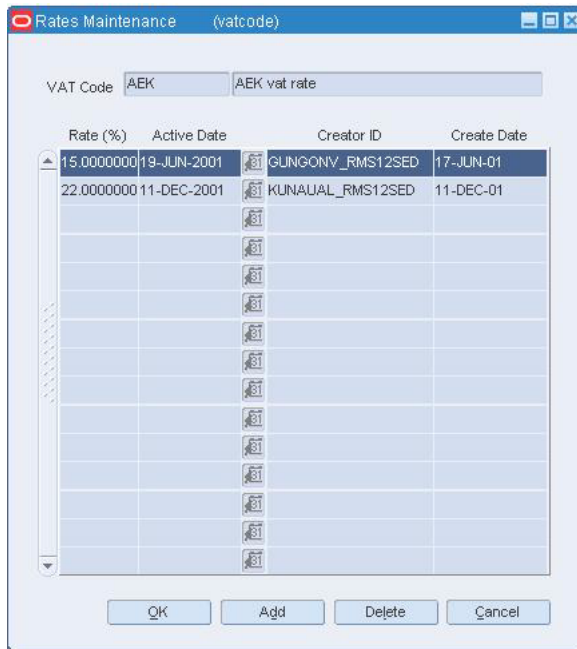 Rates Maintenance (vatcode)
VAT Code AEK AEK vat rate
Rate (%) Active Date Creator ID Create Date
15.0000000 19-JUN-2001 GUNGONV_RMS12SED 17-JUN-01
22.0000000 11-DEC-2001 KUNAUAL_RMS12SED 11-DEC-01
OK Add Delete Cancel